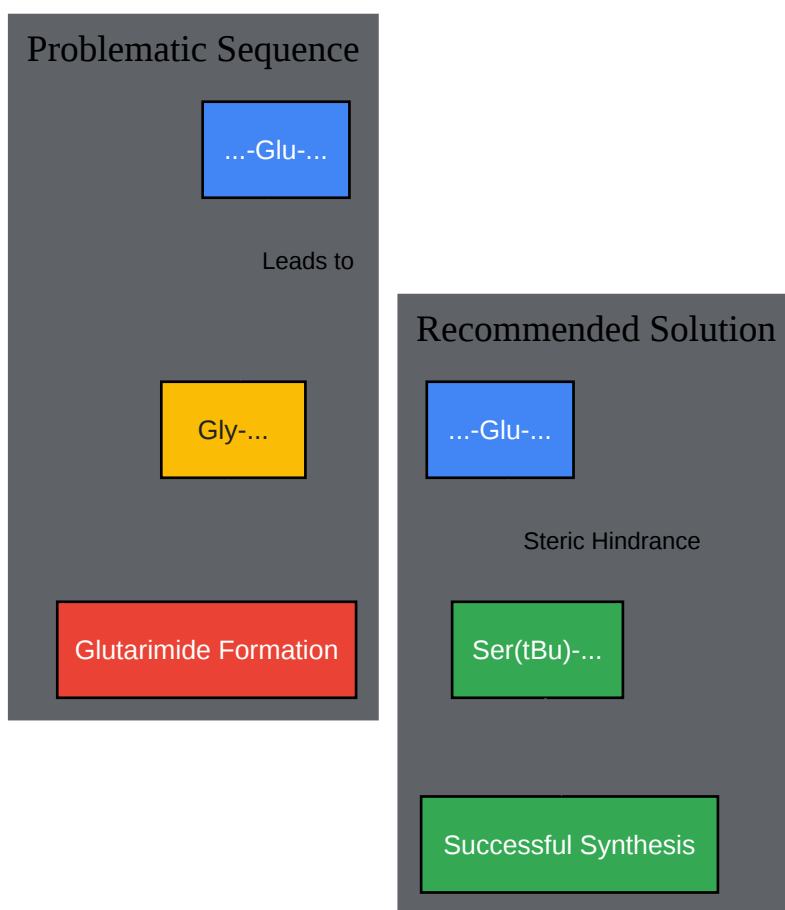 Problematic Sequence
...-Glu-...
Leads to
Gly-...
Glutarimide Formation
Recommended Solution
...-Glu-...
Steric Hindrance
Ser(tBu)-...
Successful Synthesis